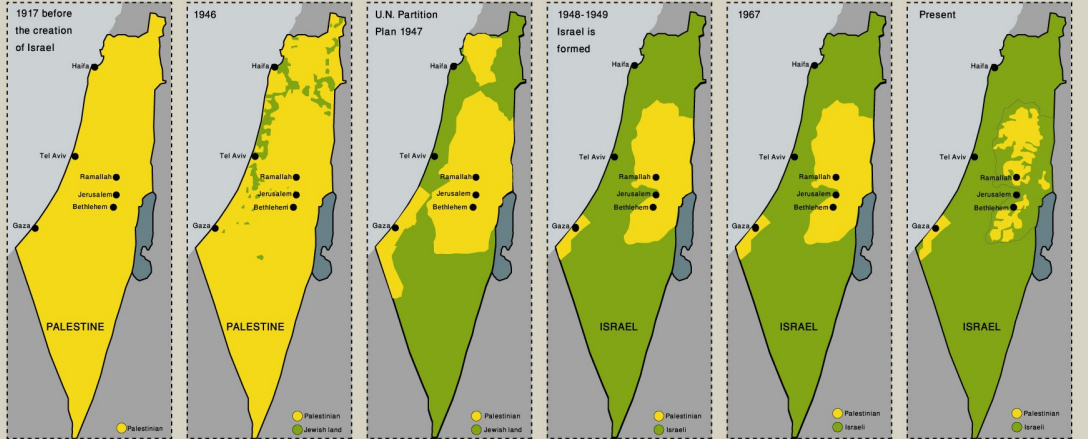 1917 before
the creation
of Israel
Haifa
Tel Aviv
Ramallah
Jerusalem
Bethlehem
Gaza
PALESTINE
Palestinian
1946
Haifa
Tel Aviv
Ramallah
Jerusalem
Bethlehem
Gaza
PALESTINE
Palestinian
Jewish land
U.N. Partition
Plan 1947
Haifa
Tel Aviv
Ramallah
Jerusalem
Bethlehem
Gaza
Palestinian
Israeli
1948-1949
Israel is
formed
Haifa
Tel Aviv
Ramallah
Jerusalem
Bethlehem
Gaza
ISRAEL
Palestinian
Israeli
1967
Haifa
Tel Aviv
Ramallah
Jerusalem
Bethlehem
Gaza
ISRAEL
Palestinian
Israeli
Present
Haifa
Tel Aviv
Ramallah
Jerusalem
Bethlehem
Gaza
ISRAEL
Palestinian
Israeli